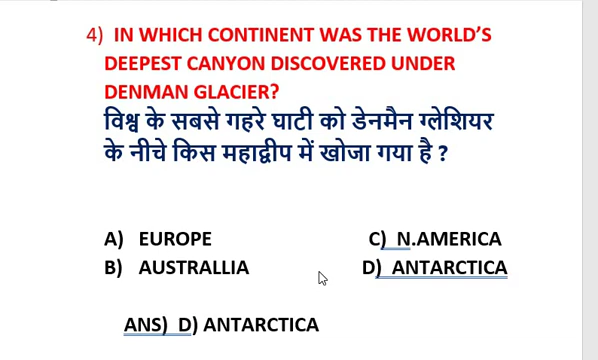 4) IN WHICH CONTINENT WAS THE WORLD'S
DEEPEST CANYON DISCOVERED UNDER
DENMAN GLACIER?
विश्व के सबसे गहरे घाटी को डेनमैन ग्लेशियर
के नीचे किस महाद्वीप में खोजा गया है ?
A) EUROPE C) N.AMERICA
B) AUSTRALLIA D) ANTARCTICA
ANS) D) ANTARCTICA